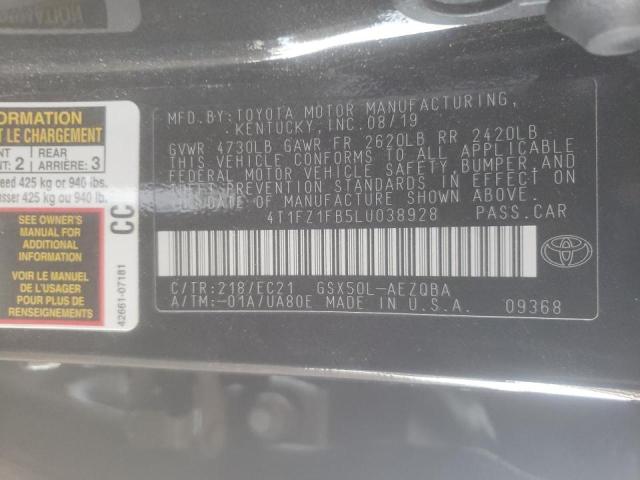 FORMATION
T LE CHARGEMENT
NT 2 REAR ARRIÈRE: 3
eed 425 kg or 940 lbs.
sser 425 kg ou 940 lb.
SEE OWNER'S
MANUAL FOR
ADDITIONAL
INFORMATION
VOIR LE MANUEL
DE L'USAGER
POUR PLUS DE
RENSEIGNEMENTS
CC
42661-07181
MFD.BY:TOYOTA MOTOR MANUFACTURING,
KENTUCKY, INC.08/19
GVWR 4730LB GAWR FR 2620LB RR 2420LB
THIS VEHICLE CONFORMS TO ALL APPLICABLE
FEDERAL MOTOR VEHICLE SAFETY,BUMPER,AND
THEFT PREVENTION STANDARDS IN EFFECT ON
THE DATE OF MANUFACTURE SHOWN ABOVE.
4T1FZ1FB5LU038928 PASS.CAR
C/TR:218/EC21 GSX50L-AEZQBA
A/TM:-01A/UA80E MADE IN U.S.A. 09368